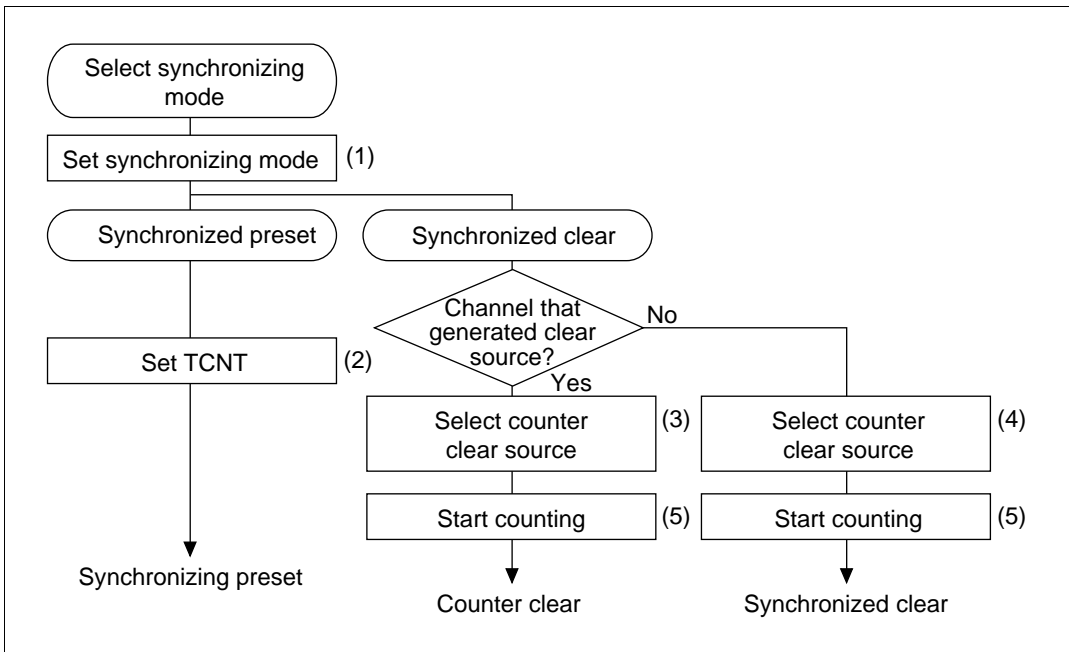 Select synchronizing
mode
Set synchronizing mode (1)
Synchronized preset
Synchronized clear
Channel that
generated clear
source?
No
Yes
Set TCNT (2)
Select counter
clear source
(3)
Select counter
clear source
(4)
Start counting (5)
Start counting (5)
Synchronizing preset
Counter clear
Synchronized clear